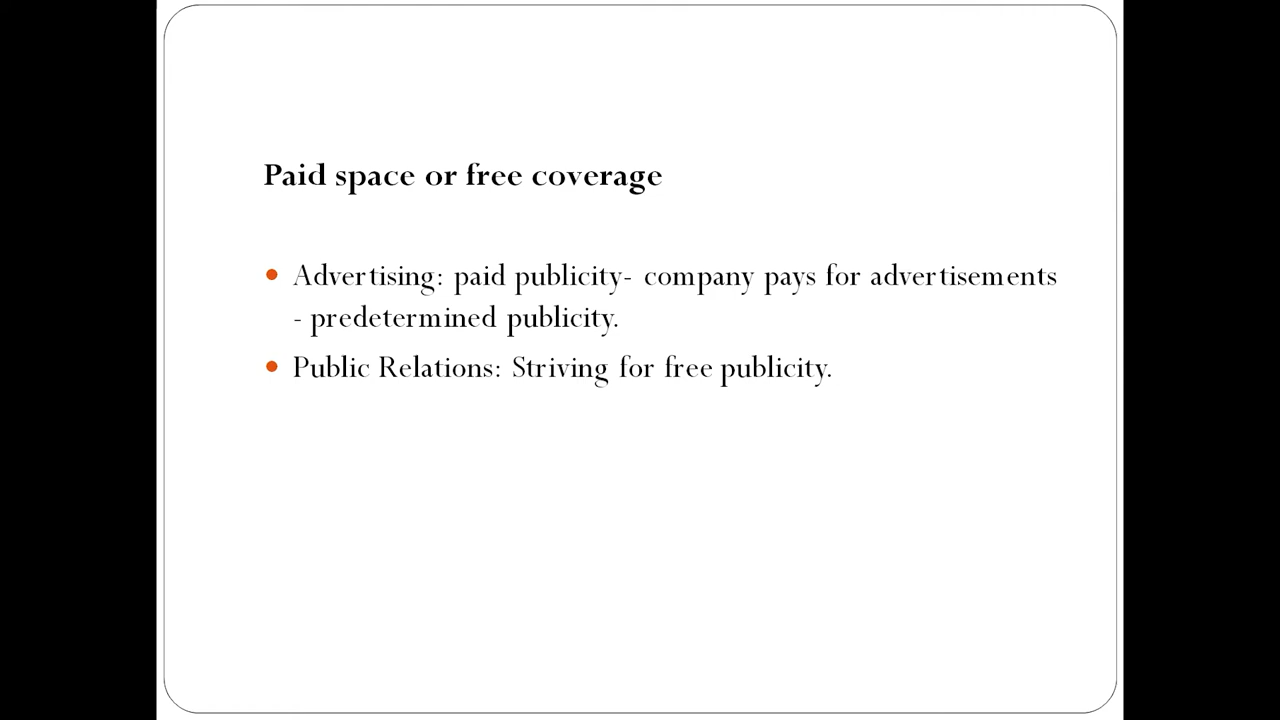 Paid space or free coverage
Advertising: paid publicity- company pays for advertisements
- predetermined publicity.
Public Relations: Striving for free publicity.